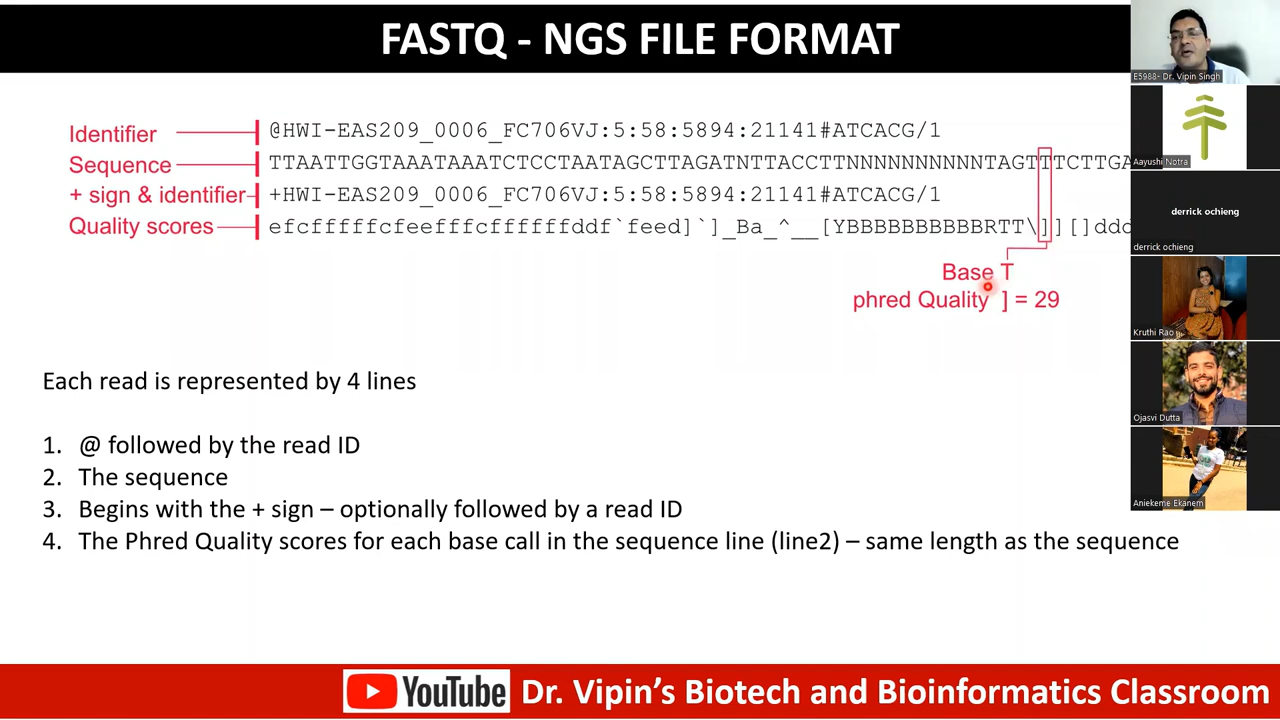 FASTQ - NGS FILE FORMAT
E5988- Dr. Vipin Singh
Identifier
@HWI-EAS209_0006_FC706VJ:5:58:5894:21141#ATCACG/1
Sequence
TTAATTGGTAAATAAATCTCCTAATAGCTTAGATNTTACCTTNNNNNNNNNNTAGTTTCTTGA
+ sign & identifier
+HWI-EAS209_0006_FC706VJ:5:58:5894:21141#ATCACG/1
Quality scores
efcfffffcfeefffcffffffddf`feed]`]_Ba_^__[YBBBBBBBBBBRTT\]][]ddd
Base T
phred Quality ] = 29
Aayushi Notra
derrick ochieng
derrick ochieng
Kruthi Rao
Ojasvi Dutta
Aniekeme Ekanem
Each read is represented by 4 lines
1. @ followed by the read ID
2. The sequence
3. Begins with the + sign – optionally followed by a read ID
4. The Phred Quality scores for each base call in the sequence line (line2) – same length as the sequence
YouTube Dr. Vipin’s Biotech and Bioinformatics Classroom